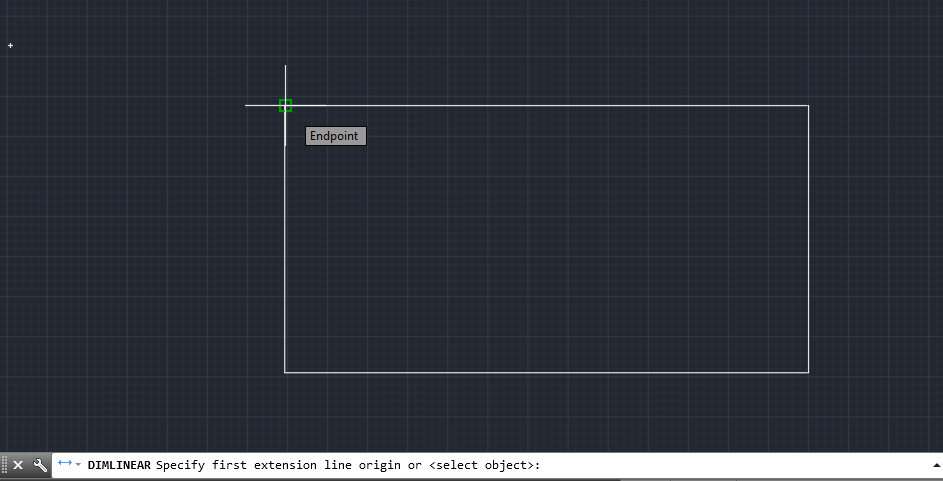 Endpoint
DIMLINEAR Specify first extension line origin or <select object>: